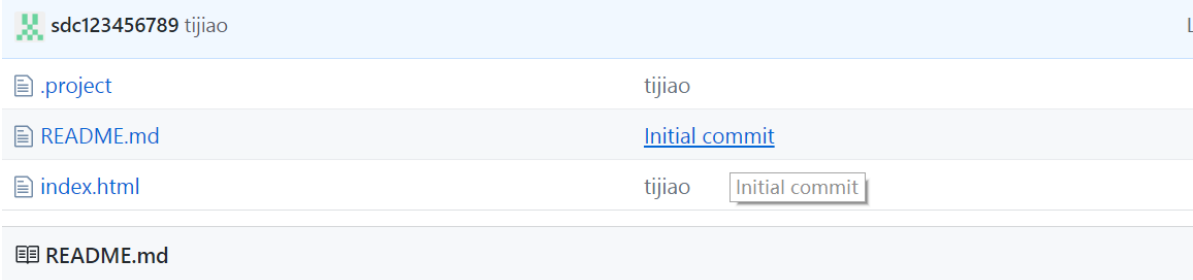 sdc123456789 tijiao
.project tijiao
README.md Initial commit
index.html tijiao Initial commit
README.md